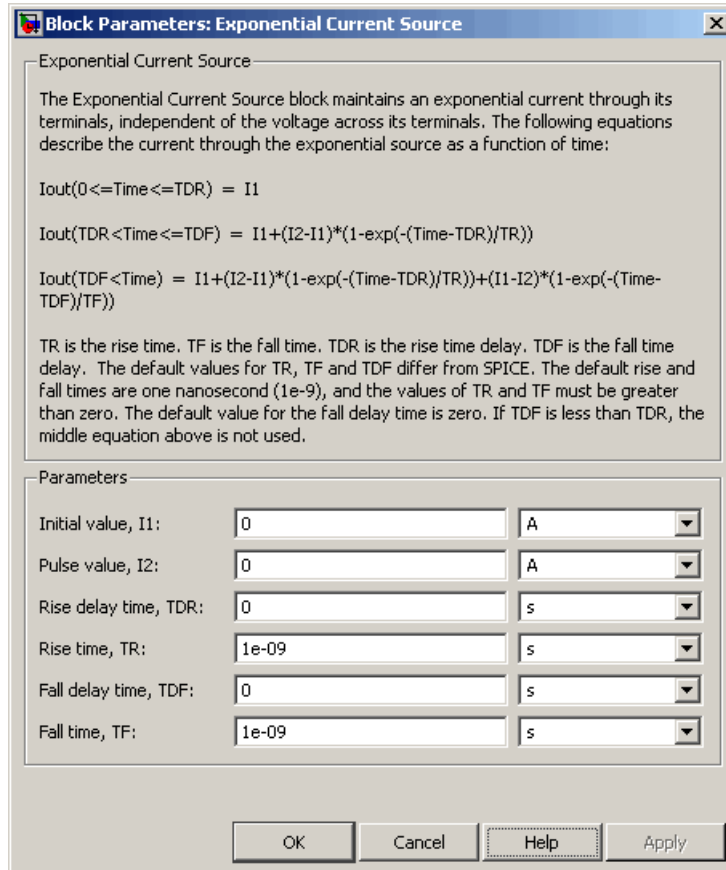 Block Parameters: Exponential Current Source
Exponential Current Source
The Exponential Current Source block maintains an exponential current through its
terminals, independent of the voltage across its terminals. The following equations
describe the current through the exponential source as a function of time:
Iout(0<=Time<=TDR) = I1
Iout(TDR<Time<=TDF) = I1+(I2-I1)*(1-exp(-(Time-TDR)/TR))
Iout(TDF<Time) = I1+(I2-I1)*(1-exp(-(Time-TDR)/TR))+(I1-I2)*(1-exp(-(Time-
TDF)/TF))
TR is the rise time. TF is the fall time. TDR is the rise time delay. TDF is the fall time
delay. The default values for TR, TF and TDF differ from SPICE. The default rise and
fall times are one nanosecond (1e-9), and the values of TR and TF must be greater
than zero. The default value for the fall delay time is zero. If TDF is less than TDR, the
middle equation above is not used.
Parameters
Initial value, I1: 0 A
Pulse value, I2: 0 A
Rise delay time, TDR: 0 s
Rise time, TR: 1e-09 s
Fall delay time, TDF: 0 s
Fall time, TF: 1e-09 s
OK Cancel Help Apply